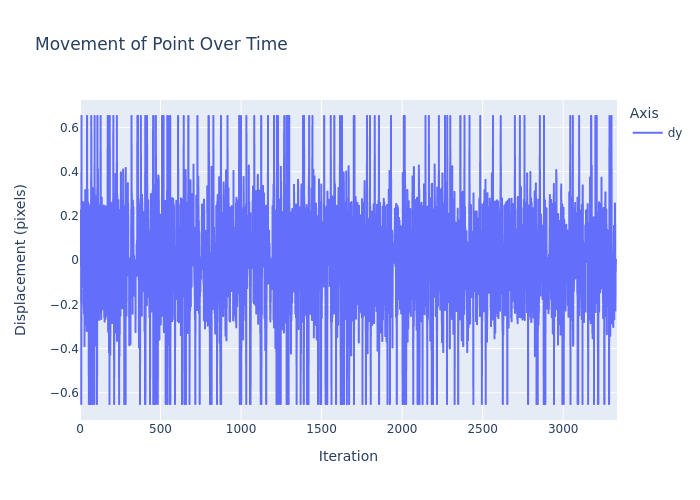 Movement of Point Over Time
Axis
dy
0.6
0.4
0.2
0
−0.2
−0.4
−0.6
Displacement (pixels)
0 500 1000 1500 2000 2500 3000
Iteration